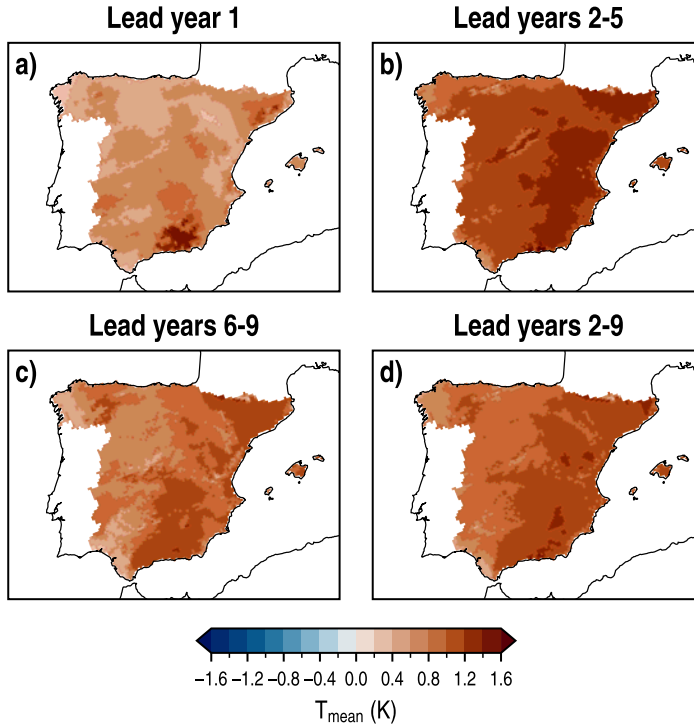 Lead year 1
Lead years 2-5
a)
b)
Lead years 6-9
Lead years 2-9
c)
d)
−1.6 −1.2 −0.8 −0.4 0.0 0.4 0.8 1.2 1.6
Tmean (K)